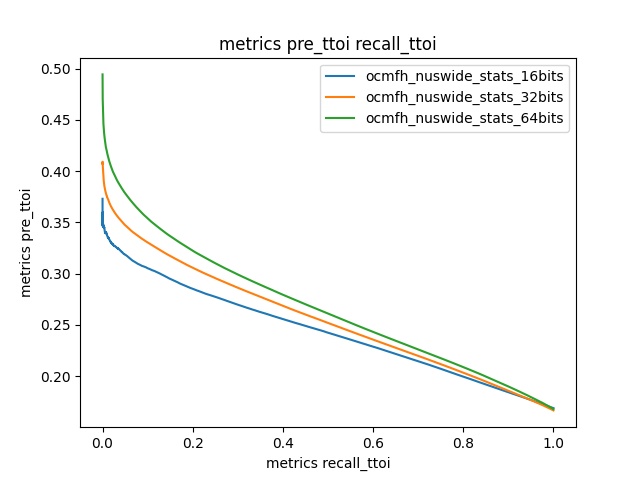 metrics pre_ttoi recall_ttoi
ocmfh_nuswide_stats_16bits
ocmfh_nuswide_stats_32bits
ocmfh_nuswide_stats_64bits
metrics pre_ttoi
0.50
0.45
0.40
0.35
0.30
0.25
0.20
0.0 0.2 0.4 0.6 0.8 1.0
metrics recall_ttoi